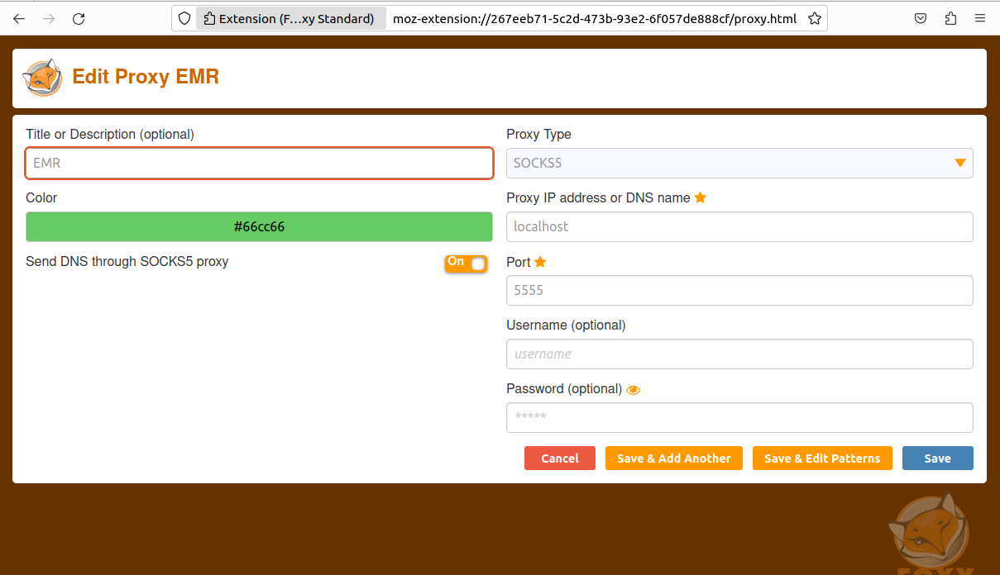 Extension (F...xy Standard)
moz-extension://267eeb71-5c2d-473b-93e2-6f057de888cf/proxy.html
Edit Proxy EMR
Title or Description (optional)
EMR
Color
#66cc66
Send DNS through SOCKS5 proxy
On
Proxy Type
SOCKS5
Proxy IP address or DNS name
localhost
Port
5555
Username (optional)
username
Password (optional)
*****
Cancel
Save & Add Another
Save & Edit Patterns
Save
FOXY